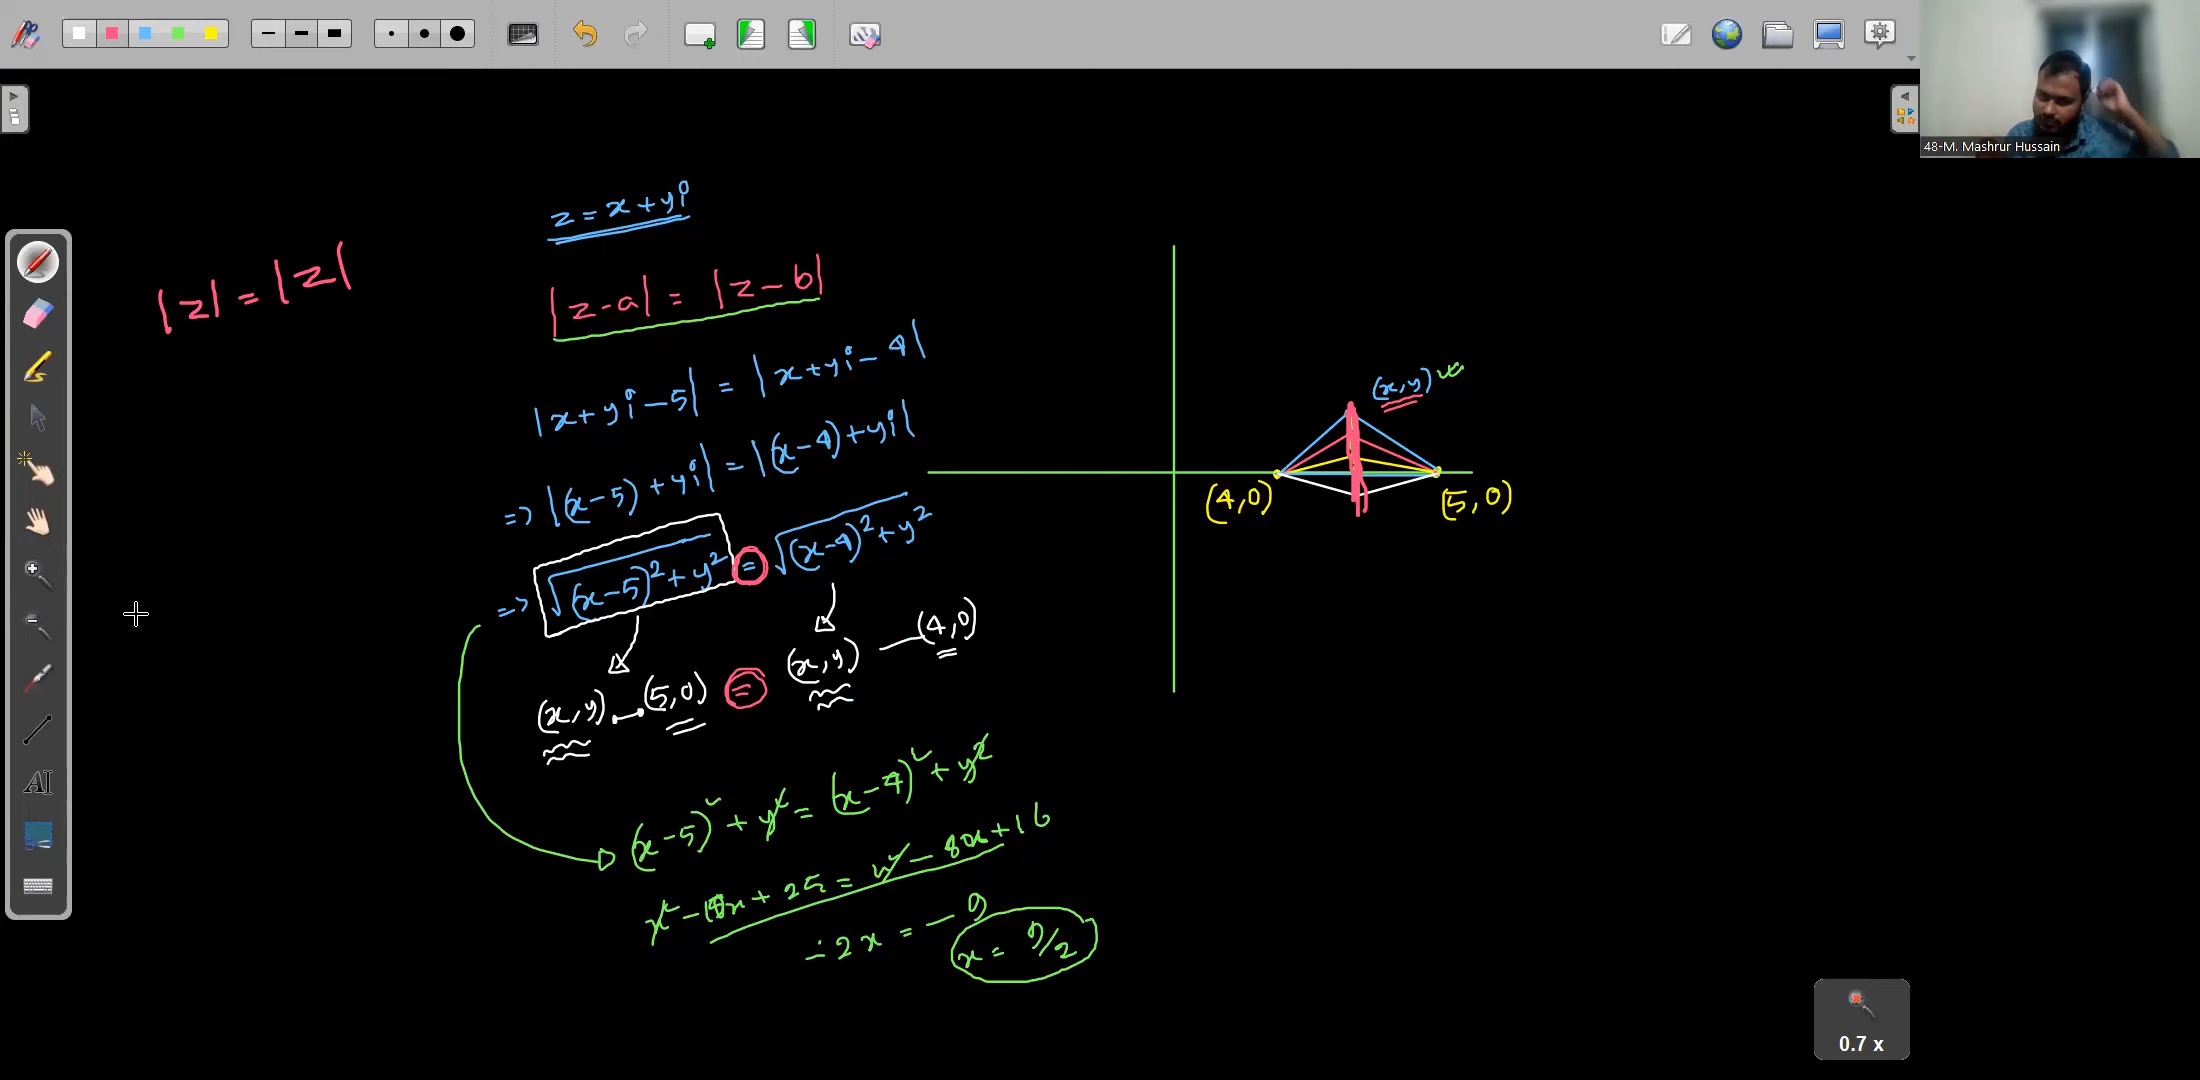 48-M. Mashrur Hussain
z = x + yi
|z| = |z|
|z-a| = |z-b|
|x+yi-5| = |x+yi-4|
=> |(x-5)+yi| = |(x-4)+yi|
=> √(x-5)²+y² = √(x-4)²+y²
(x,y) (5,0) = (x,y) — (4,0)
(x-5)²+y² = (x-4)²+y²
x²-10x+25 = x²-8x+16
∴ 2x = -9
x = 9/2
(x,y)
(4,0)
(5,0)
AI
0.7 x